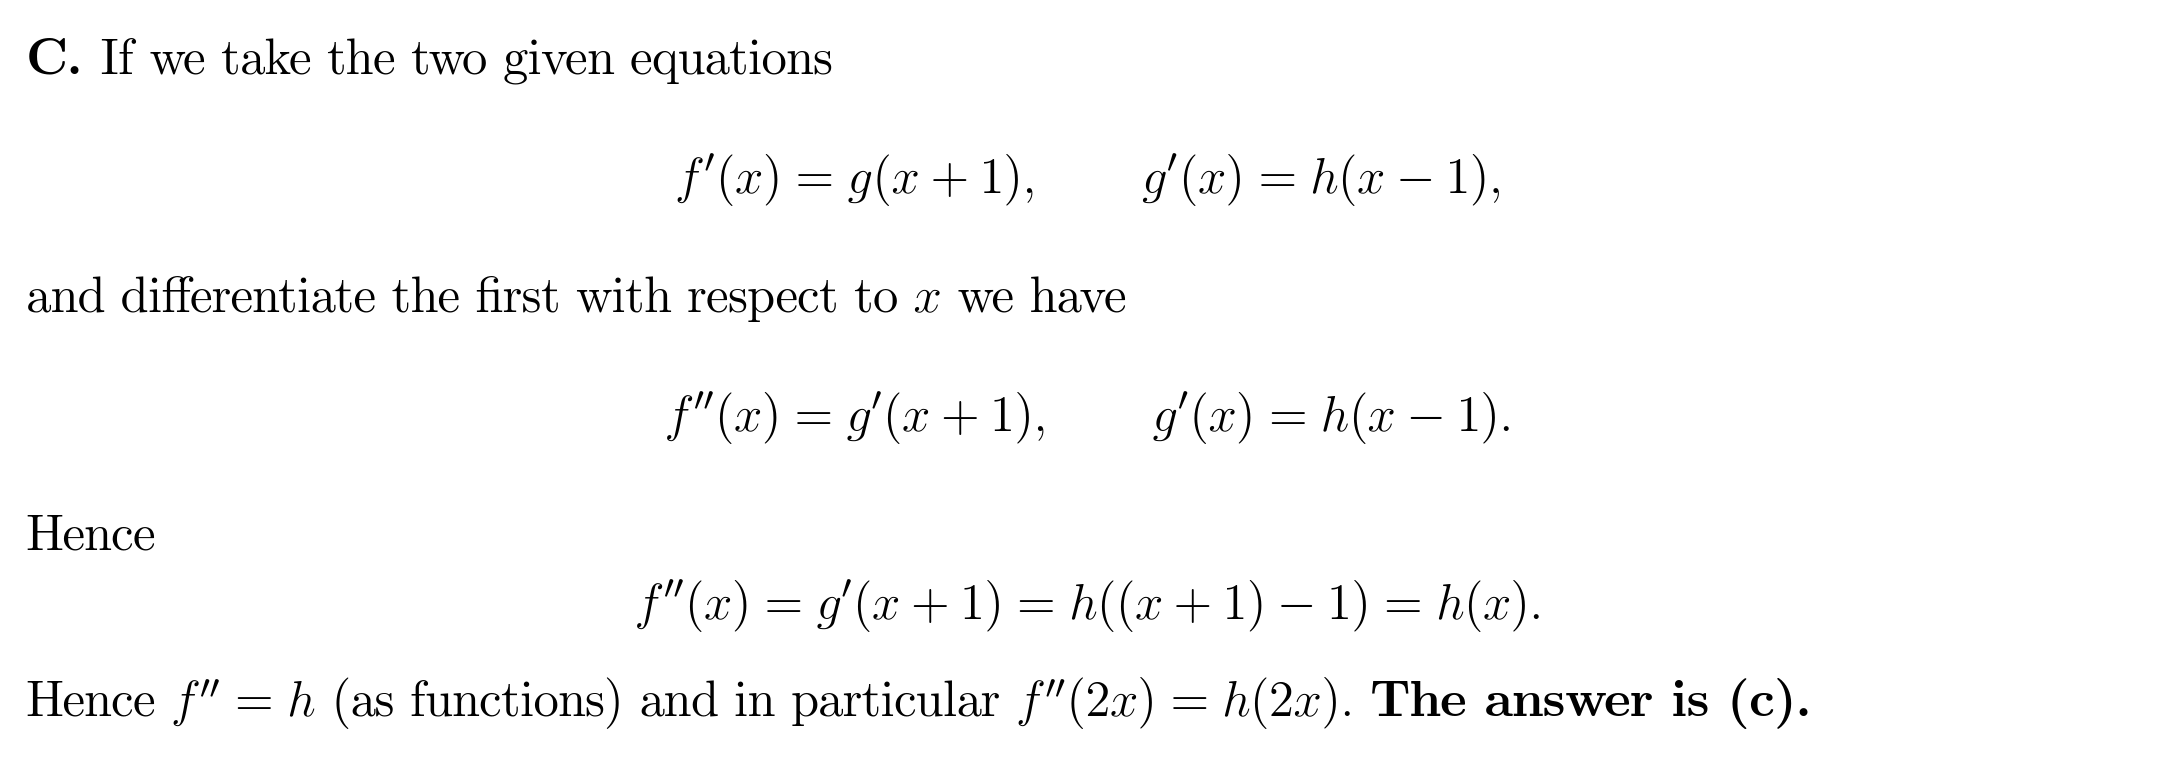 C. If we take the two given equations
f′(x) = g(x + 1), g′(x) = h(x − 1),
and differentiate the first with respect to x we have
f′′(x) = g′(x + 1), g′(x) = h(x − 1).
Hence
f′′(x) = g′(x + 1) = h((x + 1) − 1) = h(x).
Hence f′′ = h (as functions) and in particular f′′(2x) = h(2x). The answer is (c).